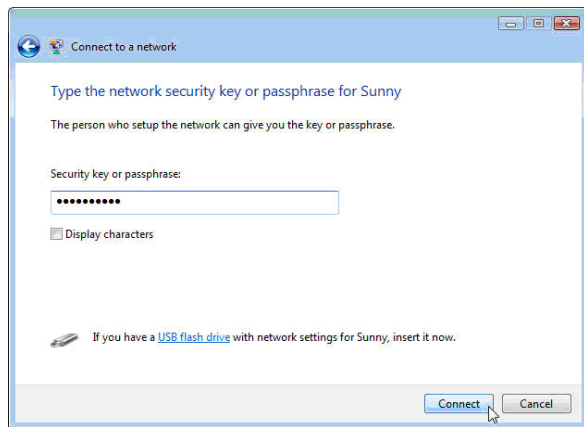 Connect to a network
Type the network security key or passphrase for Sunny
The person who setup the network can give you the key or passphrase.
Security key or passphrase:
••••••••••
Display characters
If you have a USB flash drive with network settings for Sunny, insert it now.
Connect Cancel